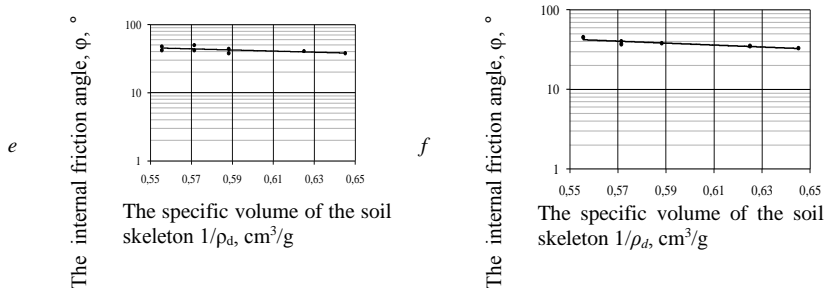 e
The internal friction angle, φ, °
100
10
1
0,55 0,57 0,59 0,61 0,63 0,65
The specific volume of the soil
skeleton 1/ρd, cm³/g
f
The internal friction angle, φ, °
100
10
1
0,55 0,57 0,59 0,61 0,63 0,65
The specific volume of the soil
skeleton 1/ρd, cm³/g